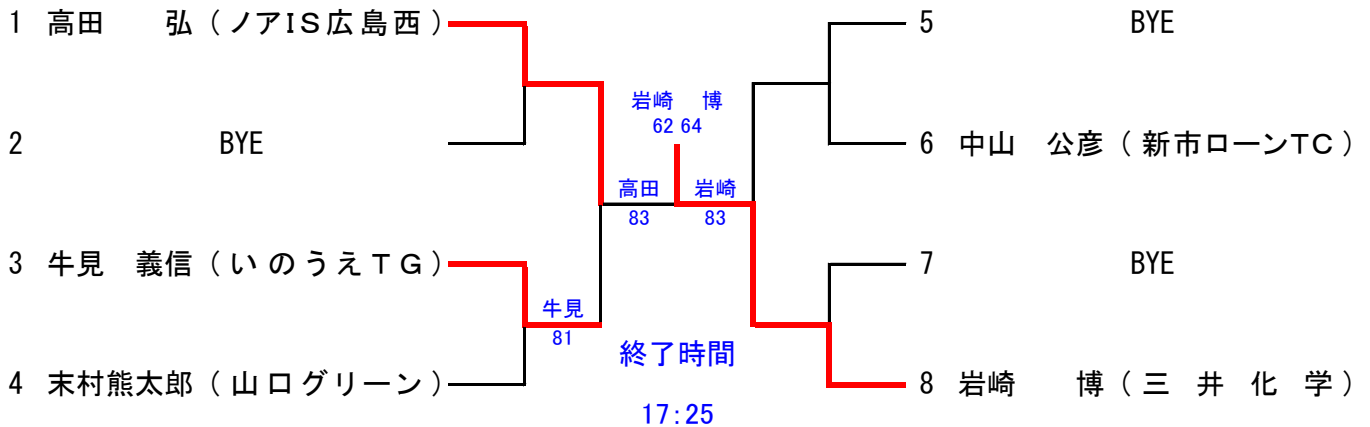 1 高田 弘(ノアIS広島西)
2 BYE
3 牛見 義信(いのうえTG)
4 末村熊太郎(山口グリーン)
牛見
81
高田
83
岩崎 博
62 64
岩崎
83
終了時間
17:25
5 BYE
6 中山 公彦(新市ローンTC)
7 BYE
8 岩崎 博(三井化学)